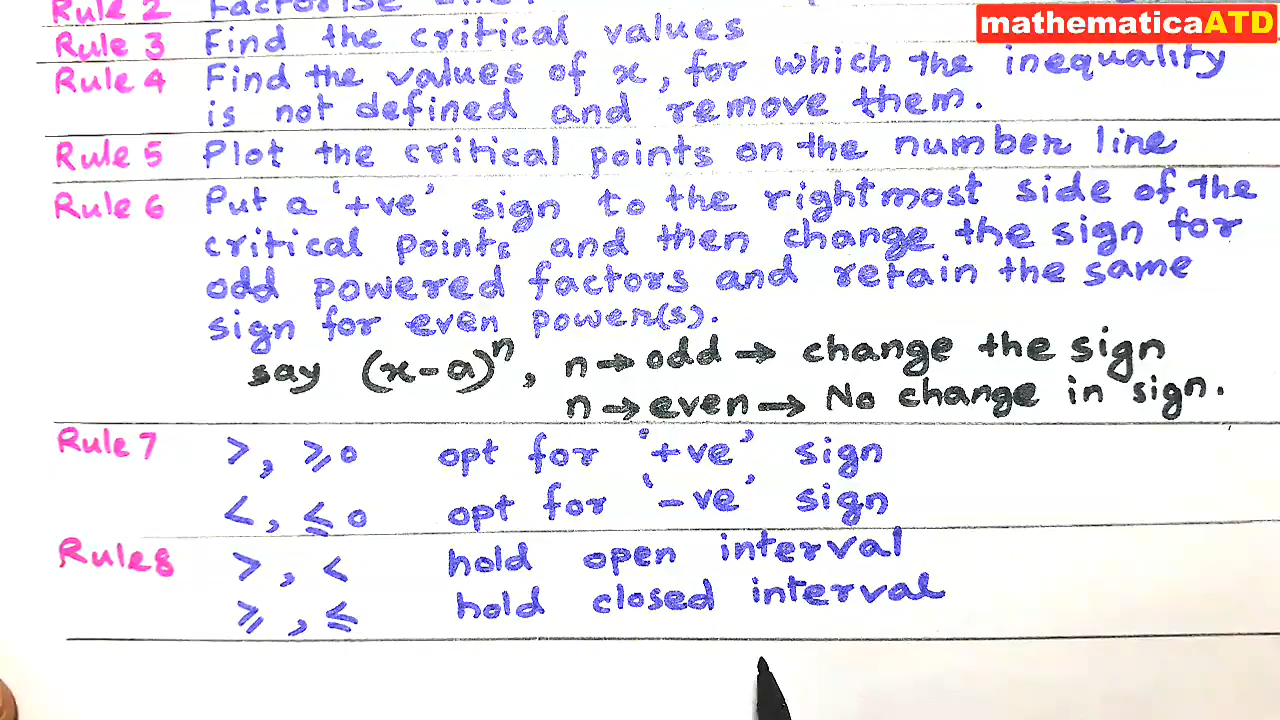 mathematicaATD
Rule 2 Factorise
Rule 3 Find the critical values
Rule 4 Find the values of x, for which the inequality
is not defined and remove them.
Rule 5 Plot the critical points on the number line
Rule 6 Put a '+ve' sign to the rightmost side of the
critical points and then change the sign for
odd powered factors and retain the same
sign for even power(s).
say (x-a)ⁿ, n→odd→ change the sign
n→even→ No change in sign.
Rule 7 >, ≥0 opt for '+ve' sign
<, ≤0 opt for '-ve' sign
Rule 8 >, < hold open interval
≥, ≤ hold closed interval